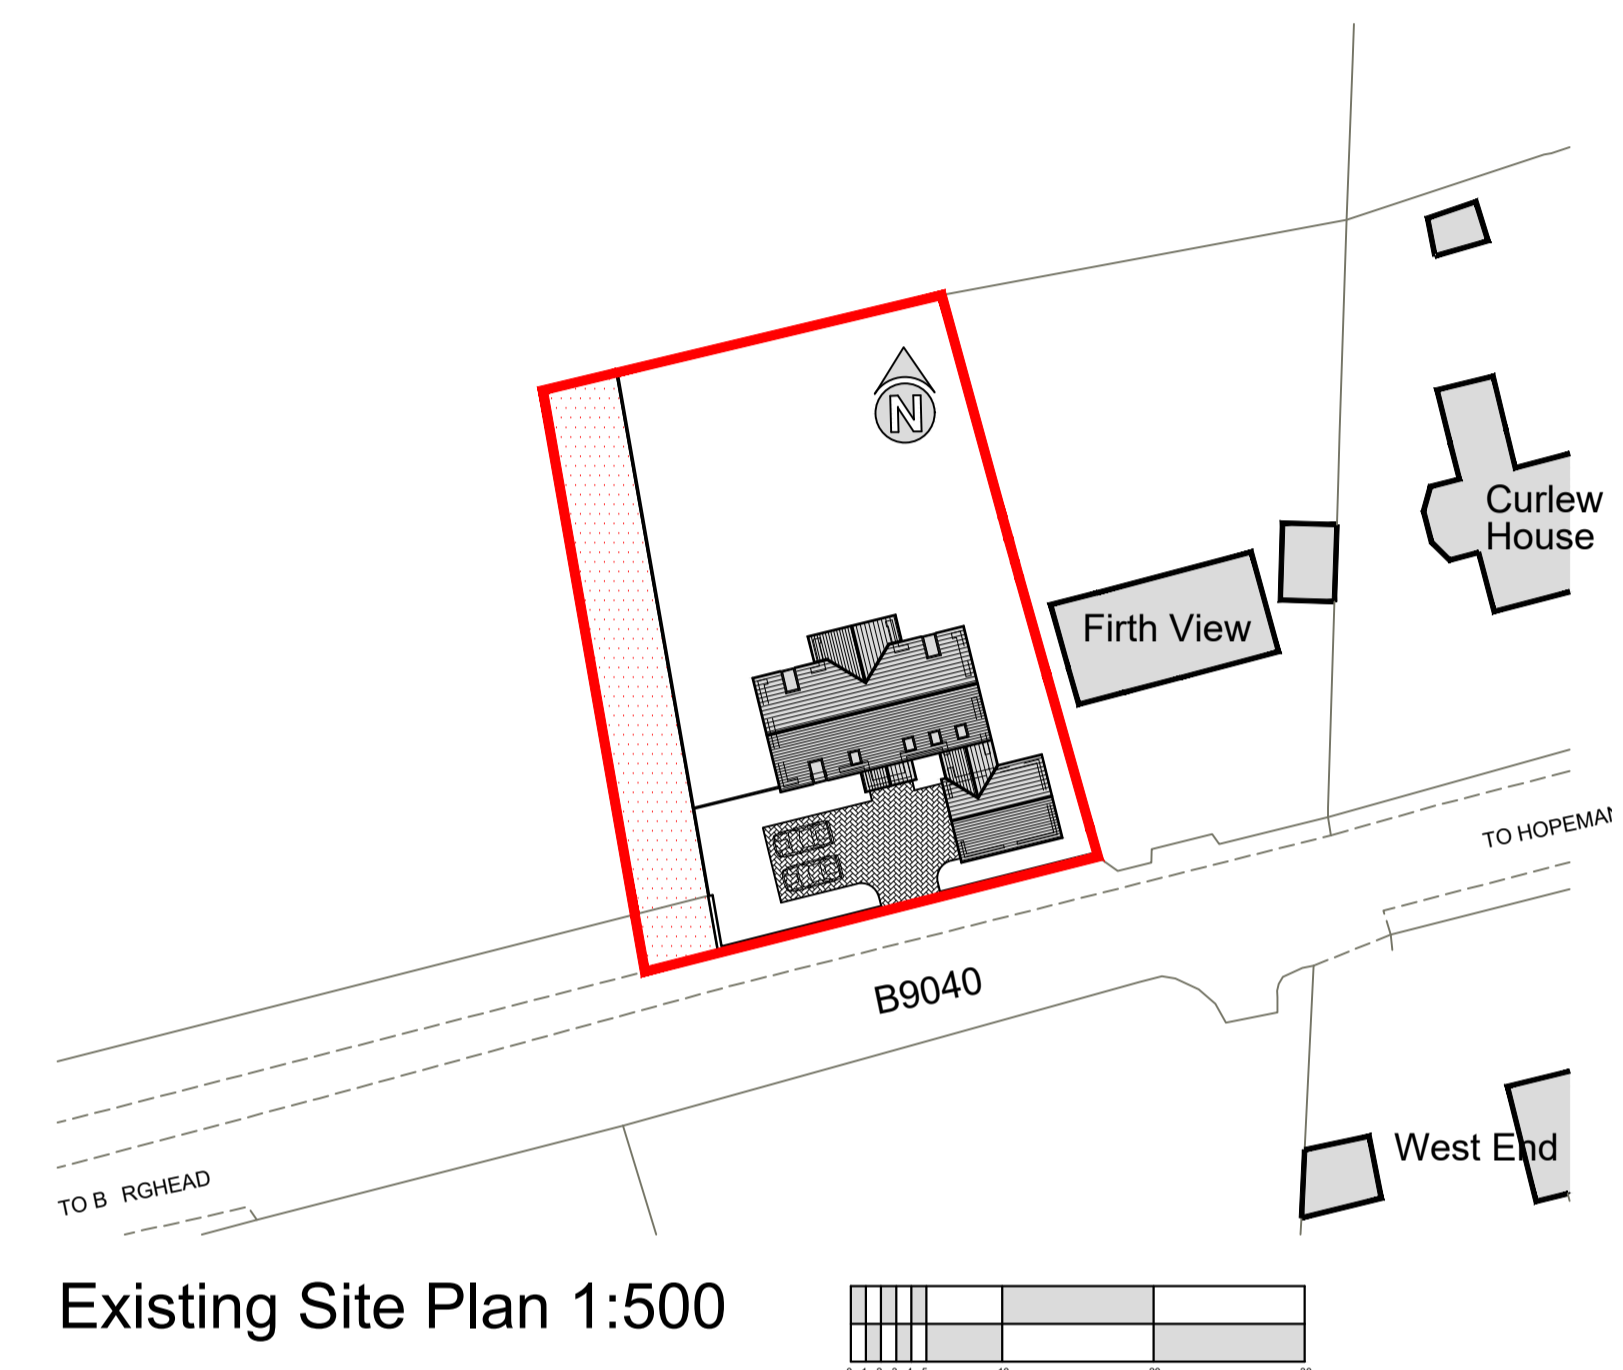 N
Curlew
House
Firth View
TO HOPEMAN
B9040
West End
TO B RGHEAD
Existing Site Plan 1:500